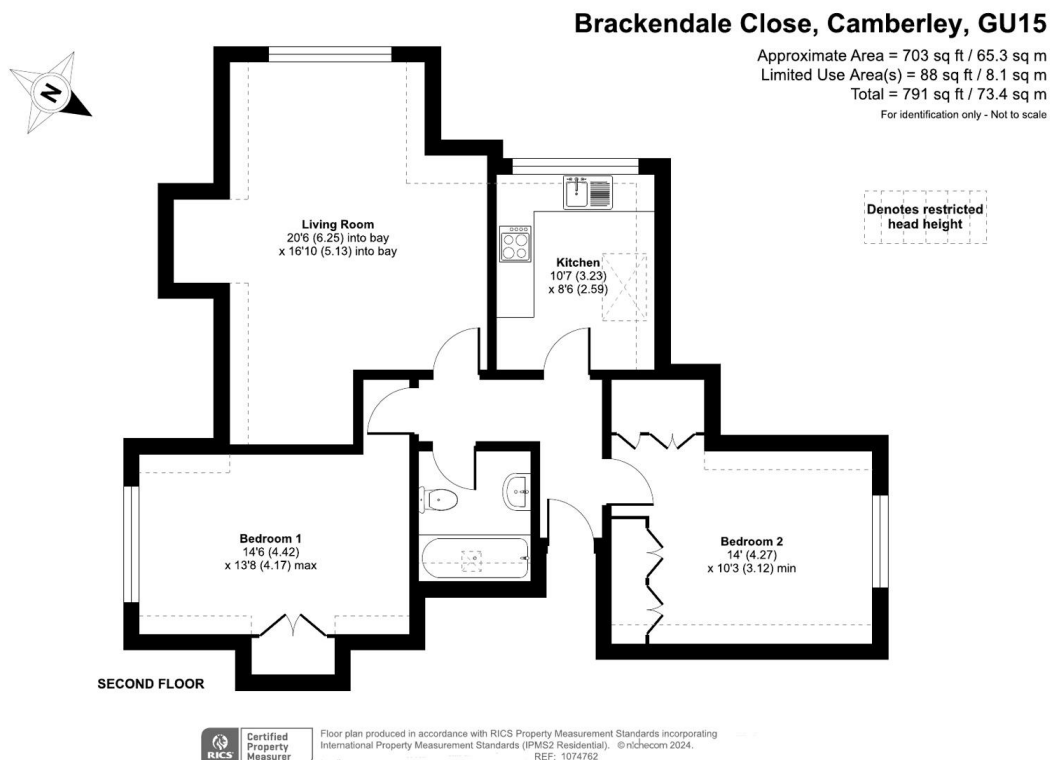 Brackendale Close, Camberley, GU15
Approximate Area = 703 sq ft / 65.3 sq m
Limited Use Area(s) = 88 sq ft / 8.1 sq m
Total = 791 sq ft / 73.4 sq m
For identification only - Not to scale
N
Denotes restricted
head height
Living Room
20'6 (6.25) into bay
x 16'10 (5.13) into bay
Kitchen
10'7 (3.23)
x 8'6 (2.59)
Bedroom 1
14'6 (4.42)
x 13'8 (4.17) max
Bedroom 2
14' (4.27)
x 10'3 (3.12) min
SECOND FLOOR
RICS
Certified
Property
Measurer
Floor plan produced in accordance with RICS Property Measurement Standards incorporating
International Property Measurement Standards (IPMS2 Residential). © nichecom 2024.
REF: 1074762